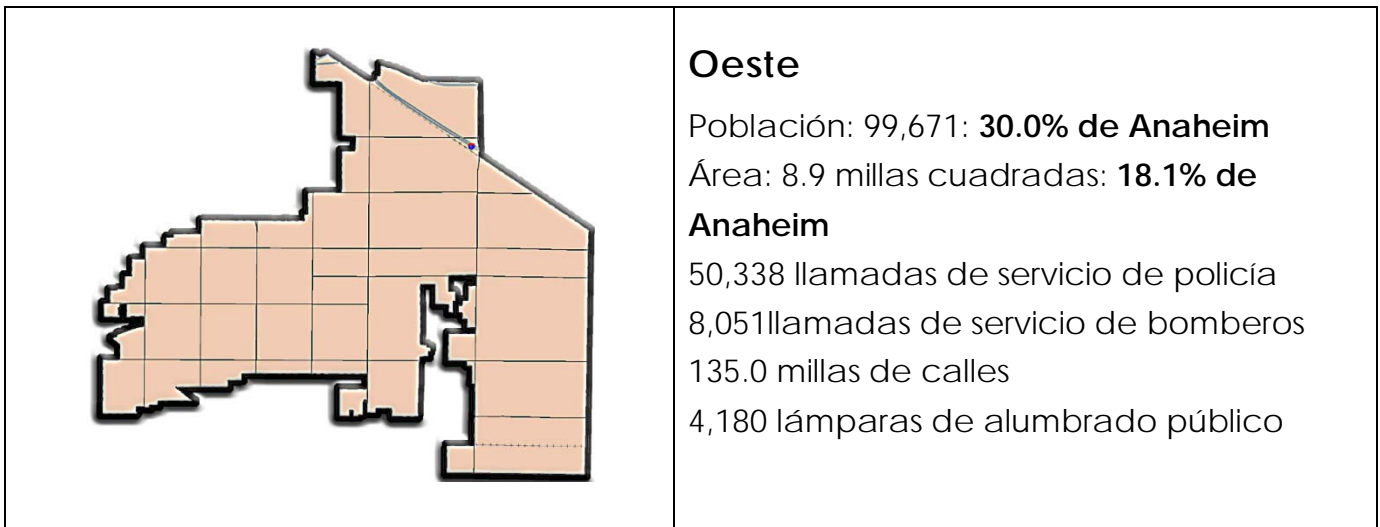 Oeste
Población: 99,671: 30.0% de Anaheim
Área: 8.9 millas cuadradas: 18.1% de
Anaheim
50,338 llamadas de servicio de policía
8,051llamadas de servicio de bomberos
135.0 millas de calles
4,180 lámparas de alumbrado público